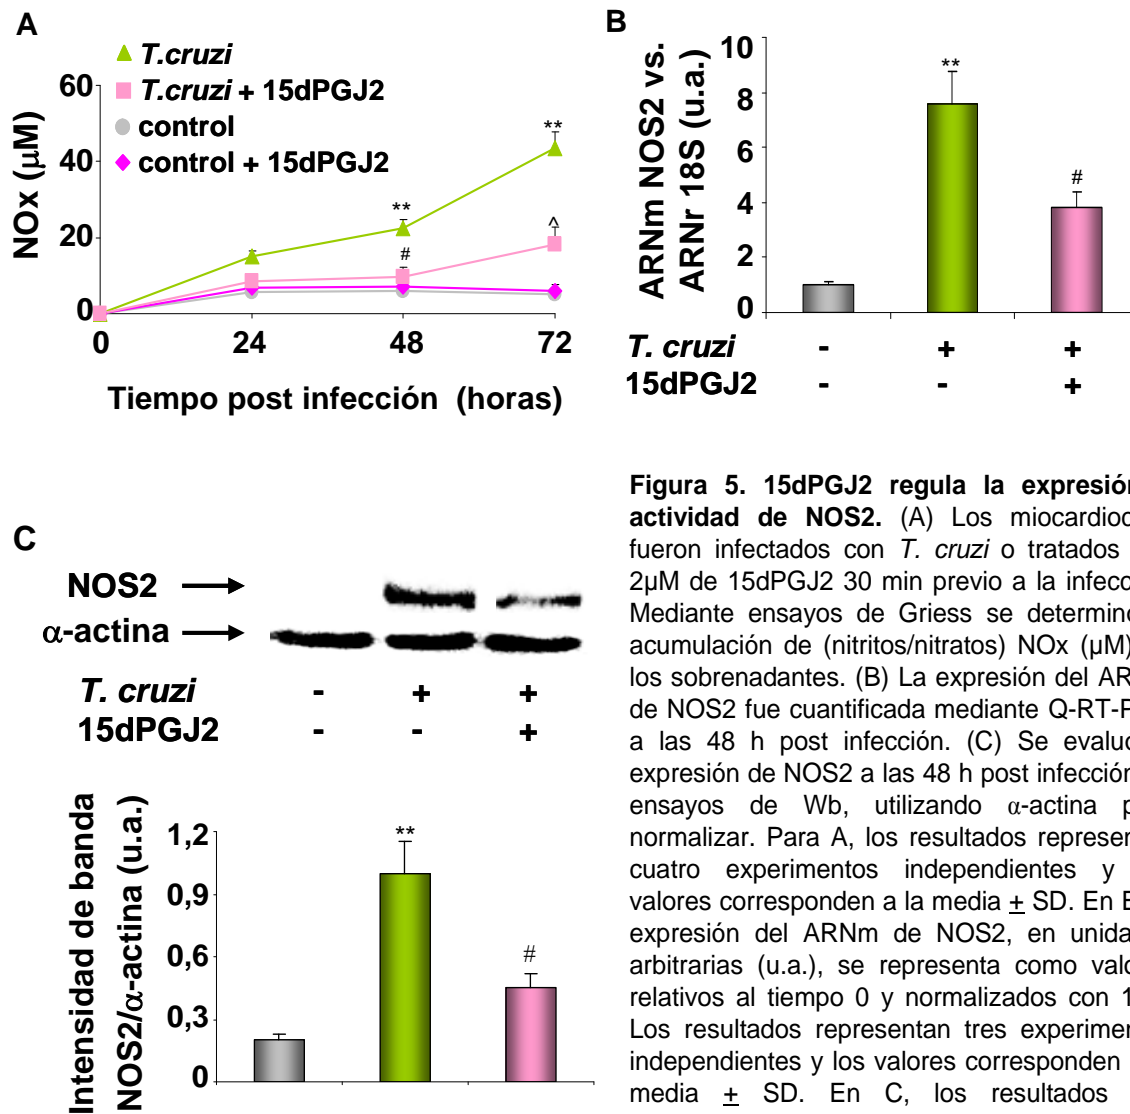 A
T.cruzi
T.cruzi + 15dPGJ2
control
control + 15dPGJ2
NOx (µM)
60
40
20
0
0 24 48 72
** ** # ^
Tiempo post infección (horas)
B
ARNm NOS2 vs.
ARNr 18S (u.a.)
10
8
6
4
2
0
** #
T. cruzi - + +
15dPGJ2 - - +
C
NOS2
α-actina
T. cruzi - + +
15dPGJ2 - - +
Intensidad de banda
NOS2/α-actina (u.a.)
1,2
0,9
0,6
0,3
0
** #
Figura 5. 15dPGJ2 regula la expresión
actividad de NOS2. (A) Los miocardioc
fueron infectados con T. cruzi o tratados
2µM de 15dPGJ2 30 min previo a la infecc
Mediante ensayos de Griess se determinó
acumulación de (nitritos/nitratos) NOx (µM)
los sobrenadantes. (B) La expresión del AR
de NOS2 fue cuantificada mediante Q-RT-P
a las 48 h post infección. (C) Se evaluó
expresión de NOS2 a las 48 h post infección
ensayos de Wb, utilizando α-actina p
normalizar. Para A, los resultados represen
cuatro experimentos independientes y
valores corresponden a la media ± SD. En B
expresión del ARNm de NOS2, en unida
arbitrarias (u.a.), se representa como valo
relativos al tiempo 0 y normalizados con 1
Los resultados representan tres experimen
independientes y los valores corresponden
media ± SD. En C, los resultados